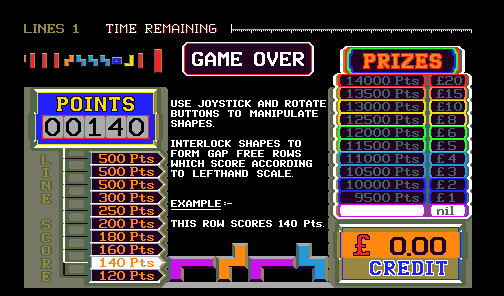 LINES 1 TIME REMAINING
GAME OVER
PRIZES
14000 Pts £20
13500 Pts £15
13000 Pts £10
12500 Pts £8
12000 Pts £6
11500 Pts £5
11000 Pts £4
10500 Pts £3
10000 Pts £2
9500 Pts £1
nil
POINTS
00140
LINE SCORE
500 Pts
500 Pts
400 Pts
300 Pts
250 Pts
200 Pts
180 Pts
160 Pts
140 Pts
120 Pts
USE JOYSTICK AND ROTATE
BUTTONS TO MANIPULATE
SHAPES.
INTERLOCK SHAPES TO
FORM GAP FREE ROWS
WHICH SCORE ACCORDING
TO LEFTHAND SCALE.
EXAMPLE:-
THIS ROW SCORES 140 Pts.
£ 0.00
CREDIT